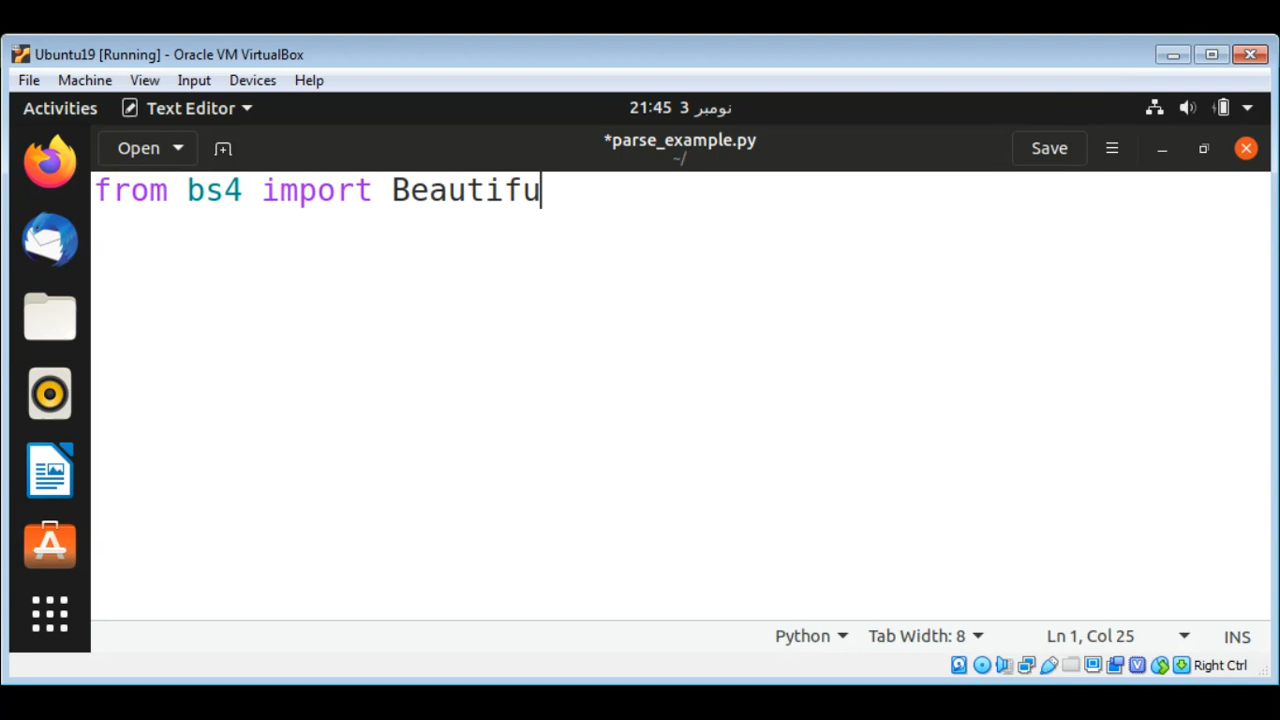 Ubuntu19 [Running] - Oracle VM VirtualBox
File Machine View Input Devices Help
Activities Text Editor 21:45 3 نومبر
Open *parse_example.py Save
~/
from bs4 import Beautifu
Python Tab Width: 8 Ln 1, Col 25 INS
Right Ctrl